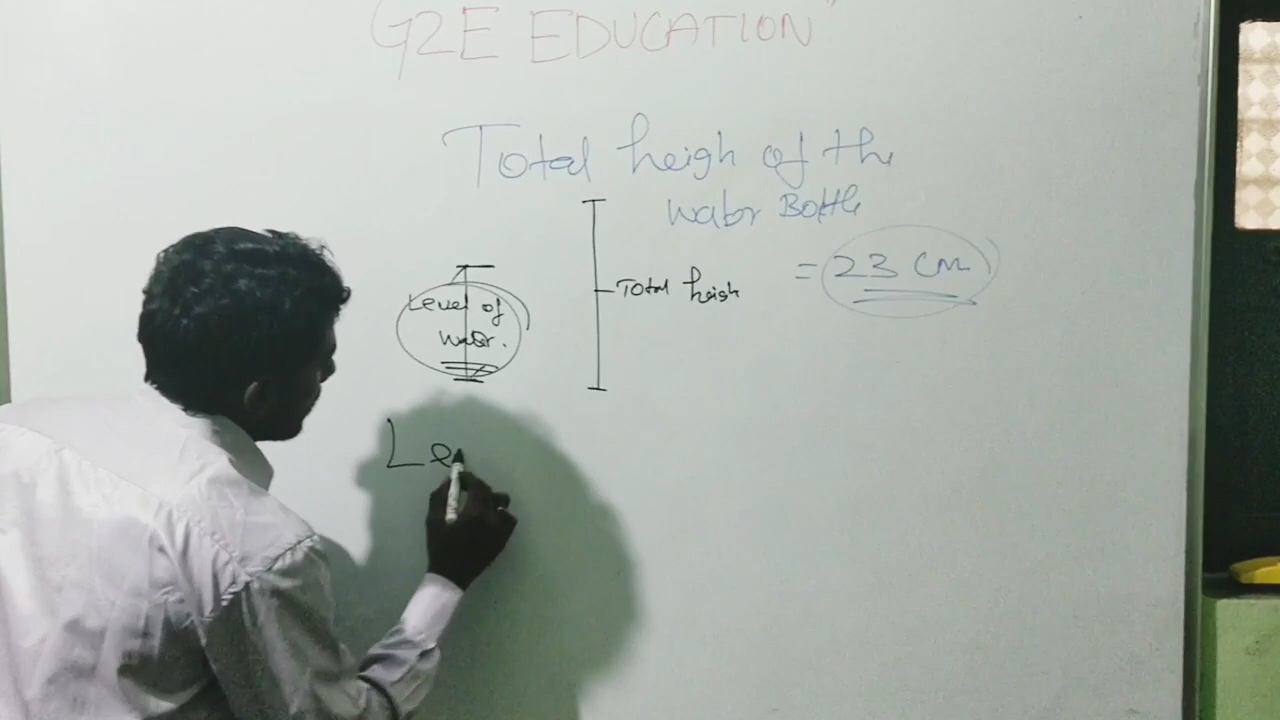 G2E EDUCATION"
Total heigh of the
Water Bottle
= 23 cm
Total heigh
Level of
Water.
Le